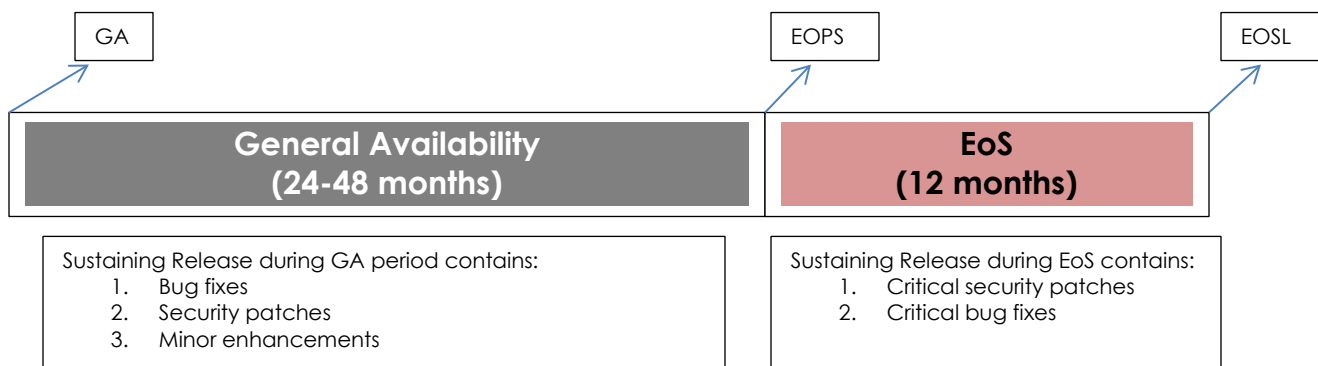 GA
EOPS
EOSL
General Availability
(24-48 months)
EoS
(12 months)
Sustaining Release during GA period contains:
1. Bug fixes
2. Security patches
3. Minor enhancements
Sustaining Release during EoS contains:
1. Critical security patches
2. Critical bug fixes